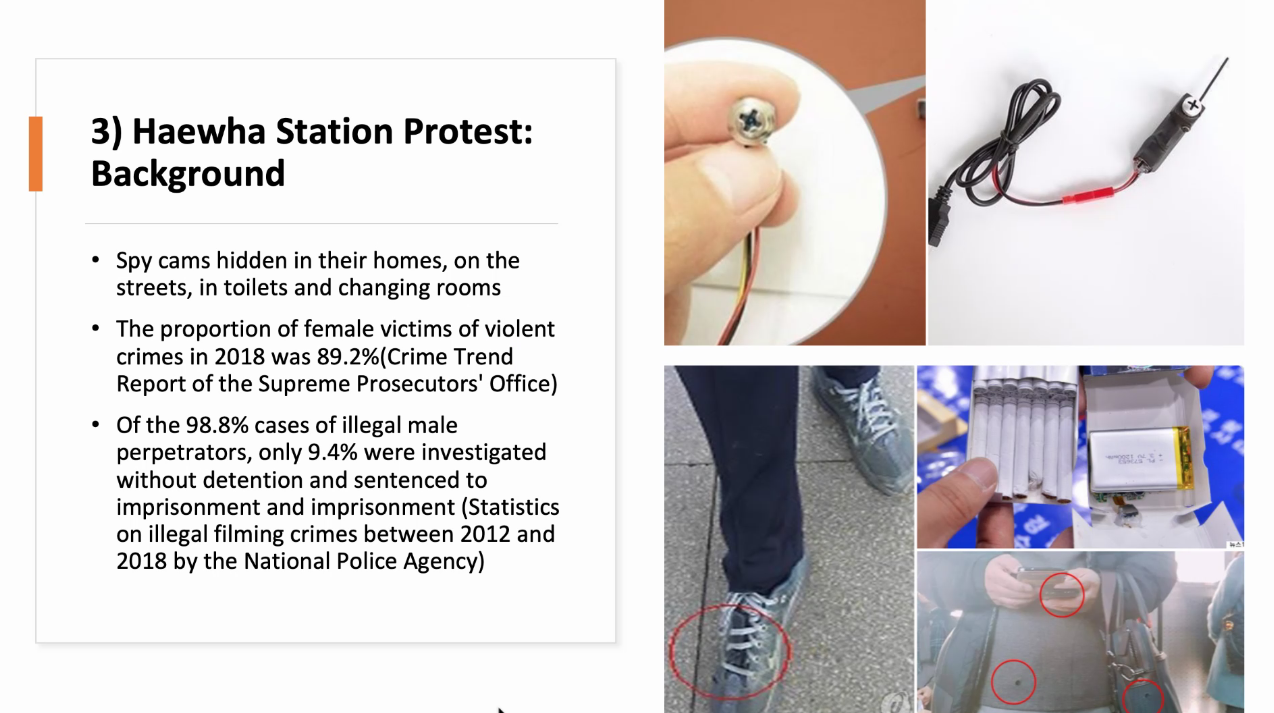 3) Haewha Station Protest:
Background
• Spy cams hidden in their homes, on the
streets, in toilets and changing rooms
• The proportion of female victims of violent
crimes in 2018 was 89.2%(Crime Trend
Report of the Supreme Prosecutors' Office)
• Of the 98.8% cases of illegal male
perpetrators, only 9.4% were investigated
without detention and sentenced to
imprisonment and imprisonment (Statistics
on illegal filming crimes between 2012 and
2018 by the National Police Agency)